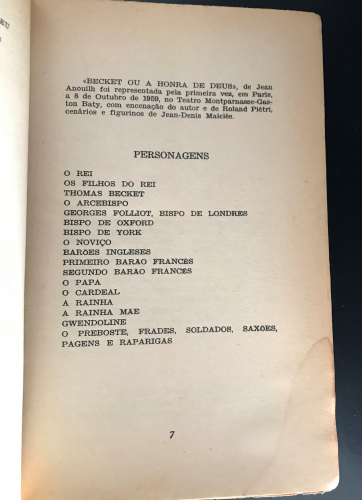 EU
«BECKET OU A HONRA DE DEUS», de Jean
Anouilh foi representada pela primeira vez, em Paris,
a 8 de Outubro de 1959, no Teatro Montparnasse-Gas-
ton Baty, com encenação do autor e de Roland Piétri,
cenários e figurinos de Jean-Denis Malclès.
PERSONAGENS
O REI
OS FILHOS DO REI
THOMAS BECKET
O ARCEBISPO
GEORGES FOLLIOT, BISPO DE LONDRES
BISPO DE OXFORD
BISPO DE YORK
O NOVIÇO
BARÕES INGLESES
PRIMEIRO BARÃO FRANCÊS
SEGUNDO BARÃO FRANCÊS
O PAPA
O CARDEAL
A RAINHA
A RAINHA MÃE
GWENDOLINE
O PREBOSTE, FRADES, SOLDADOS, SAXÕES,
PAGENS E RAPARIGAS
7